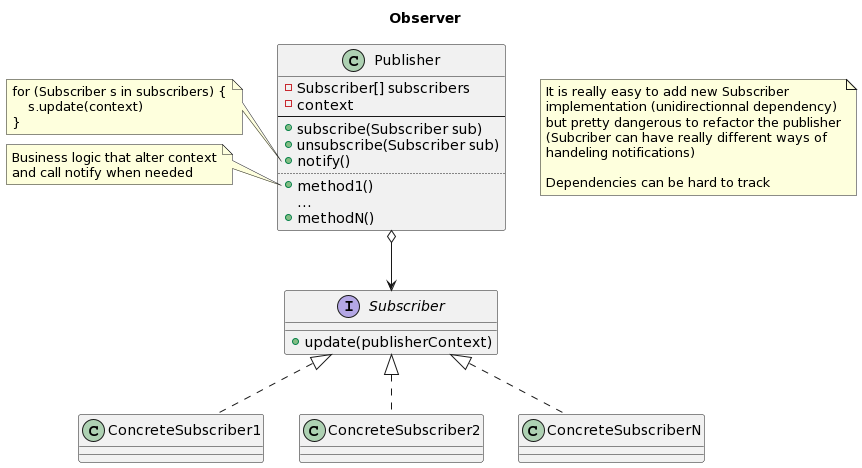 Observer
C Publisher
Subscriber[] subscribers
context
subscribe(Subscriber sub)
unsubscribe(Subscriber sub)
notify()
method1()
...
methodN()
for (Subscriber s in subscribers) {
s.update(context)
}
Business logic that alter context
and call notify when needed
It is really easy to add new Subscriber
implementation (unidirectionnal dependency)
but pretty dangerous to refactor the publisher
(Subcriber can have really different ways of
handeling notifications)
Dependencies can be hard to track
I Subscriber
update(publisherContext)
C ConcreteSubscriber1
C ConcreteSubscriber2
C ConcreteSubscriberN